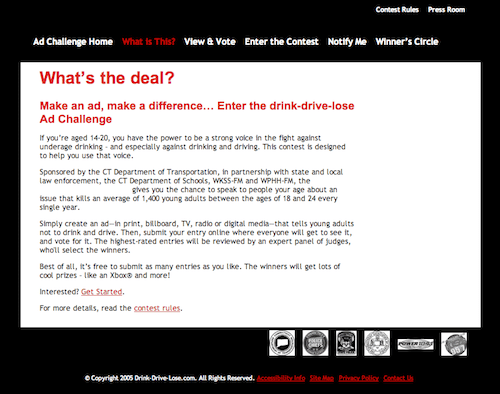 Contest Rules Press Room
Ad Challenge Home What Is This? View & Vote Enter the Contest Notify Me Winner's Circle
What's the deal?
Make an ad, make a difference... Enter the drink-drive-lose
Ad Challenge
If you're aged 14-20, you have the power to be a strong voice in the fight against
underage drinking – and especially against drinking and driving. This contest is designed
to help you use that voice.
Sponsored by the CT Department of Transportation, in partnership with state and local
law enforcement, the CT Department of Schools, WKSS-FM and WPHH-FM, the
gives you the chance to speak to people your age about an
issue that kills an average of 1,400 young adults between the ages of 18 and 24 every
single year.
Simply create an ad—in print, billboard, TV, radio or digital media—that tells young adults
not to drink and drive. Then, submit your entry online where everyone will get to see it,
and vote for it. The highest-rated entries will be reviewed by an expert panel of judges,
who'll select the winners.
Best of all, it's free to submit as many entries as you like. The winners will get lots of
cool prizes – like an Xbox® and more!
Interested? Get Started.
For more details, read the contest rules.
POLICE CHIEFS
POWER
© Copyright 2005 Drink-Drive-Lose.com. All Rights Reserved. Accessibility Info Site Map Privacy Policy Contact Us